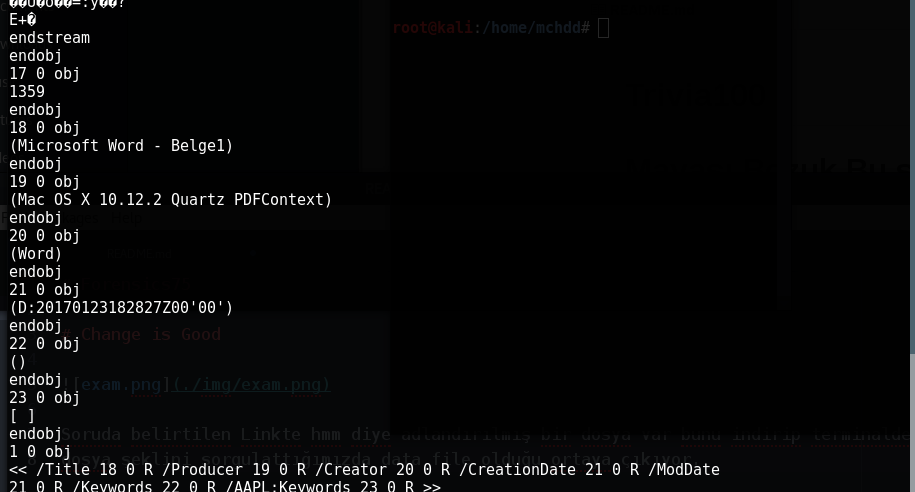 E+�
endstream
endobj
17 0 obj
1359
endobj
18 0 obj
(Microsoft Word - Belge1)
endobj
19 0 obj
(Mac OS X 10.12.2 Quartz PDFContext)
endobj
20 0 obj
(Word)
endobj
21 0 obj
(D:20170123182827Z00'00')
endobj
22 0 obj
()
endobj
23 0 obj
[ ]
endobj
1 0 obj
<< /Title 18 0 R /Producer 19 0 R /Creator 20 0 R /CreationDate 21 0 R /ModDate
21 0 R /Keywords 22 0 R /AAPL:Keywords 23 0 R >>
root@kali:/home/mchdd#
# Change is Good
![exam.png](./img/exam.png)
Soruda belirtilen Linkte hmm diye adlandırılmış bir dosya var bunu indirip terminalde
dosya şeklini sorgulattığımızda data file olduğu ortaya çıkıyor